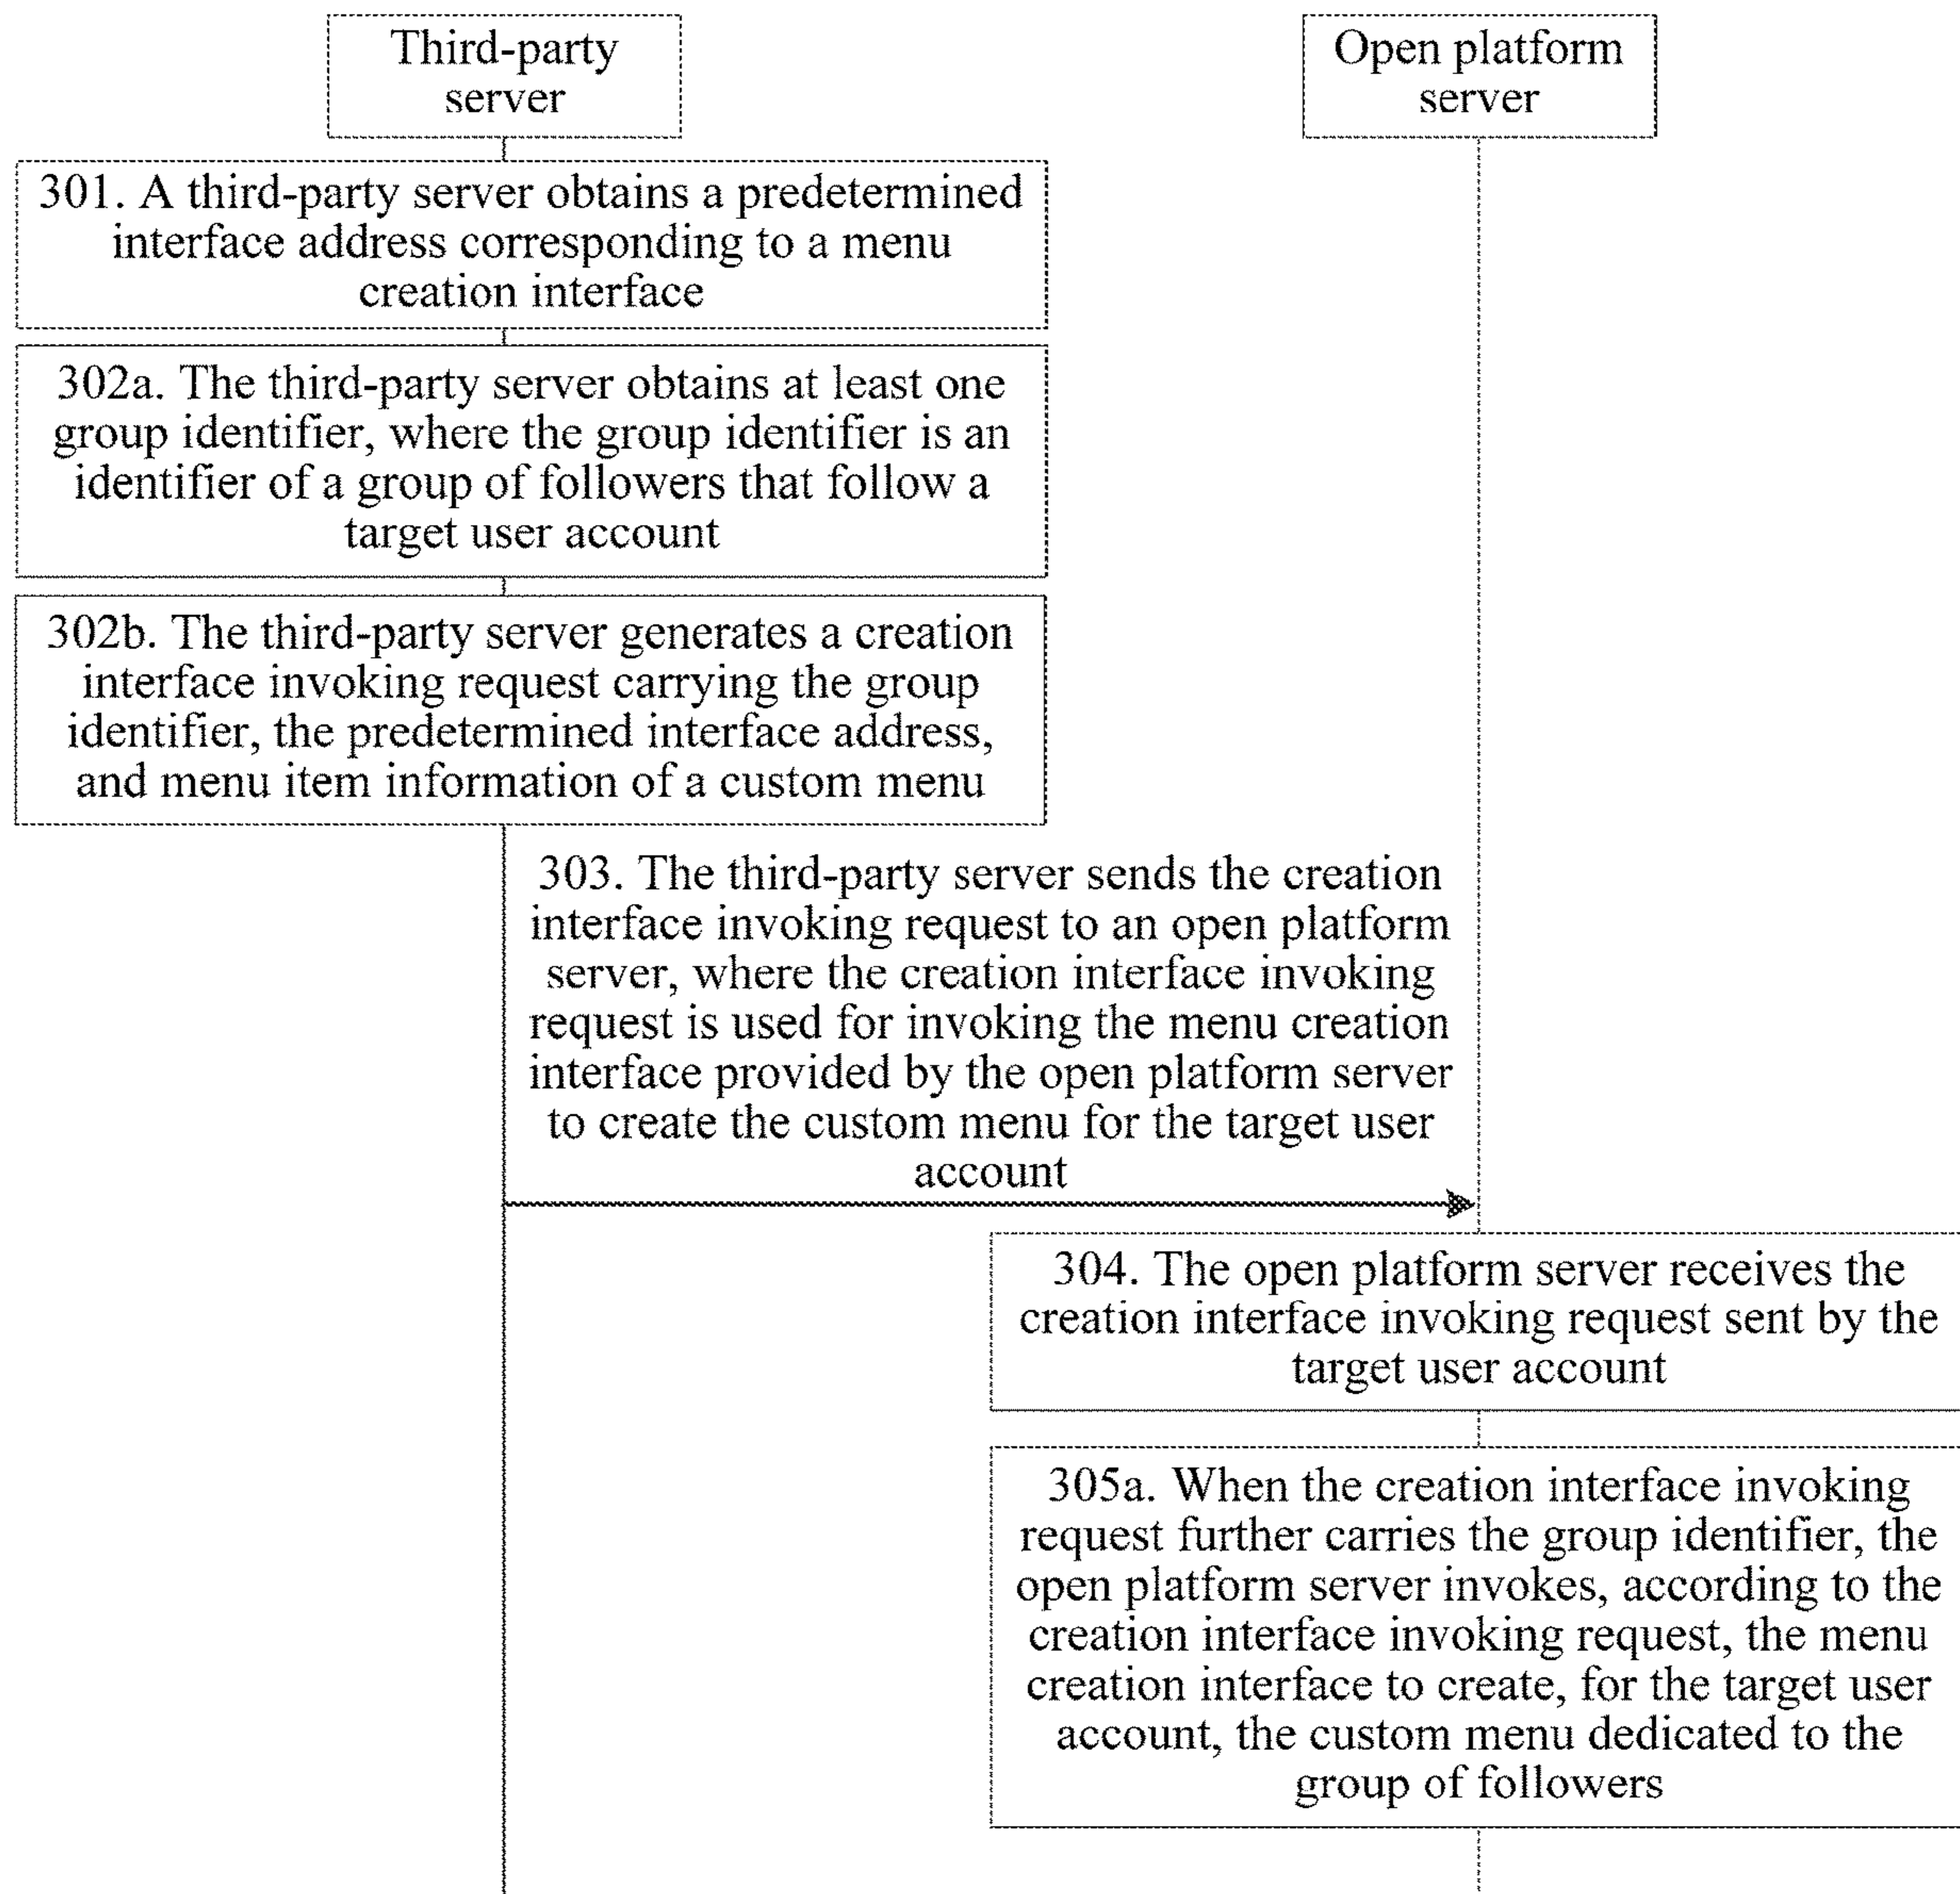 Third-party
server
Open platform
server
301. A third-party server obtains a predetermined
interface address corresponding to a menu
creation interface
302a. The third-party server obtains at least one
group identifier, where the group identifier is an
identifier of a group of followers that follow a
target user account
302b. The third-party server generates a creation
interface invoking request carrying the group
identifier, the predetermined interface address,
and menu item information of a custom menu
303. The third-party server sends the creation
interface invoking request to an open platform
server, where the creation interface invoking
request is used for invoking the menu creation
interface provided by the open platform server
to create the custom menu for the target user
account
304. The open platform server receives the
creation interface invoking request sent by the
target user account
305a. When the creation interface invoking
request further carries the group identifier, the
open platform server invokes, according to the
creation interface invoking request, the menu
creation interface to create, for the target user
account, the custom menu dedicated to the
group of followers